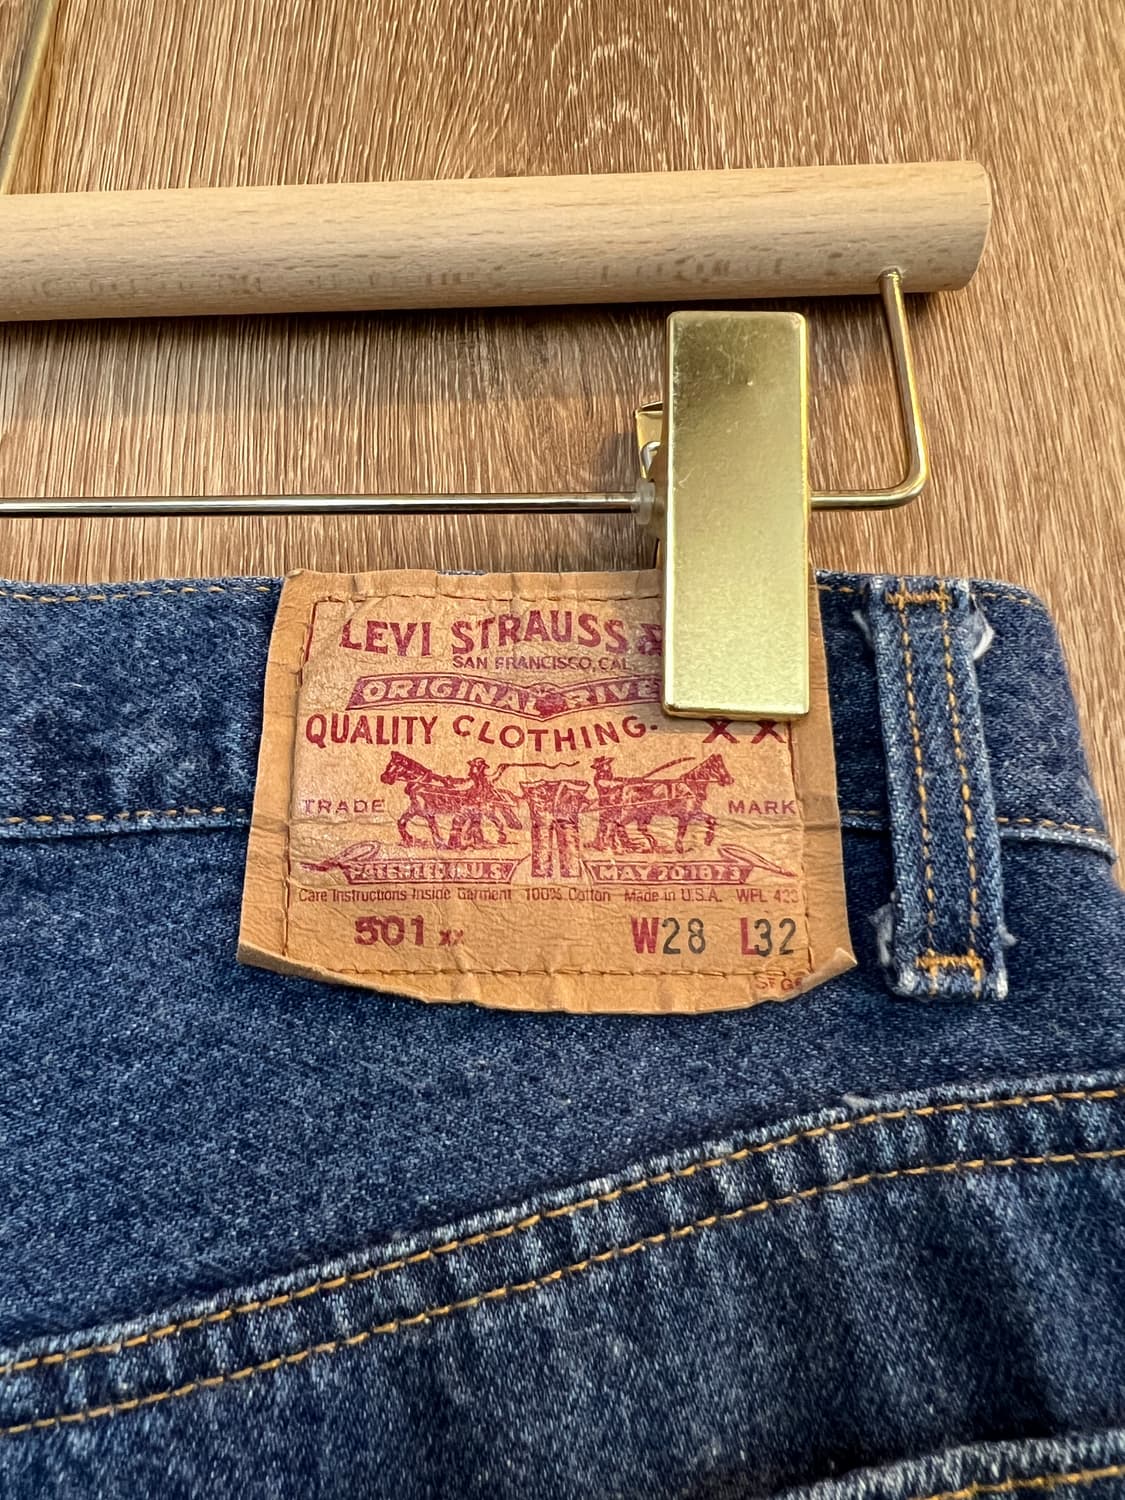 LEVI STRAUSS &
SAN FRANCISCO, CAL.
ORIGINAL RIVE
QUALITY CLOTHING.
XX
TRADE MARK
PATENTED IN U.S. MAY 20 1873
Care Instructions Inside Garment 100% Cotton Made in U.S.A. WPL 423
501 xx W28 L32